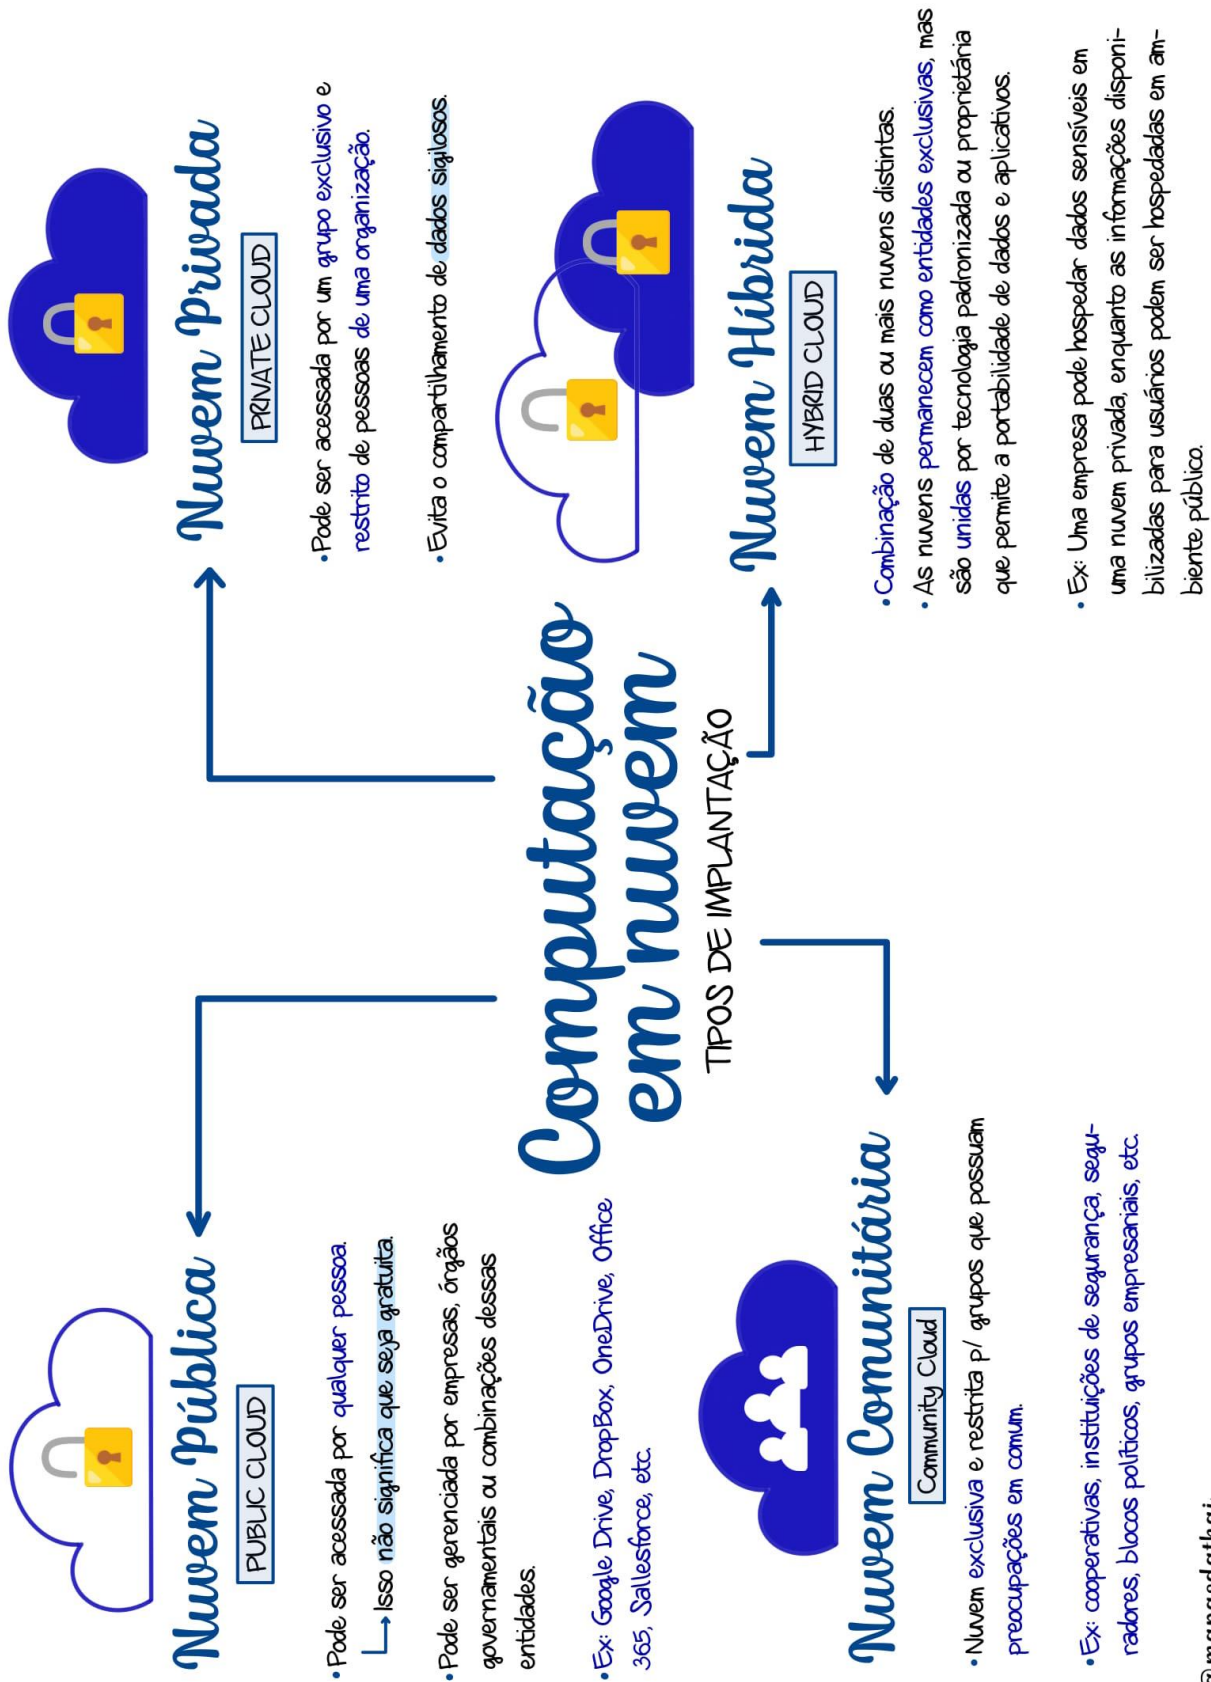 Nuvem Pública
PUBLIC CLOUD
• Pode ser acessada por qualquer pessoa.
→ Isso não significa que seja gratuita.
• Pode ser gerenciada por empresas, órgãos
governamentais ou combinações dessas
entidades.
• Ex: Google Drive, DropBox, OneDrive, Office
365, Sallesforce, etc.
Nuvem Privada
PRIVATE CLOUD
• Pode ser acessada por um grupo exclusivo e
restrito de pessoas de uma organização.
• Evita o compartilhamento de dados sigilosos.
Computação
em nuvem
TIPOS DE IMPLANTAÇÃO
Nuvem Comunitária
Community Cloud
• Nuvem exclusiva e restrita p/ grupos que possuam
preocupações em comum.
• Ex: cooperativas, instituições de segurança, segu-
radores, blocos políticos, grupos empresariais, etc.
Nuvem Híbrida
HYBRID CLOUD
• Combinação de duas ou mais nuvens distintas.
• As nuvens permanecem como entidades exclusivas, mas
são unidas por tecnologia padronizada ou proprietária
que permite a portabilidade de dados e aplicativos.
• Ex: Uma empresa pode hospedar dados sensíveis em
uma nuvem privada, enquanto as informações disponi-
bilizadas para usuários podem ser hospedadas em am-
biente público.